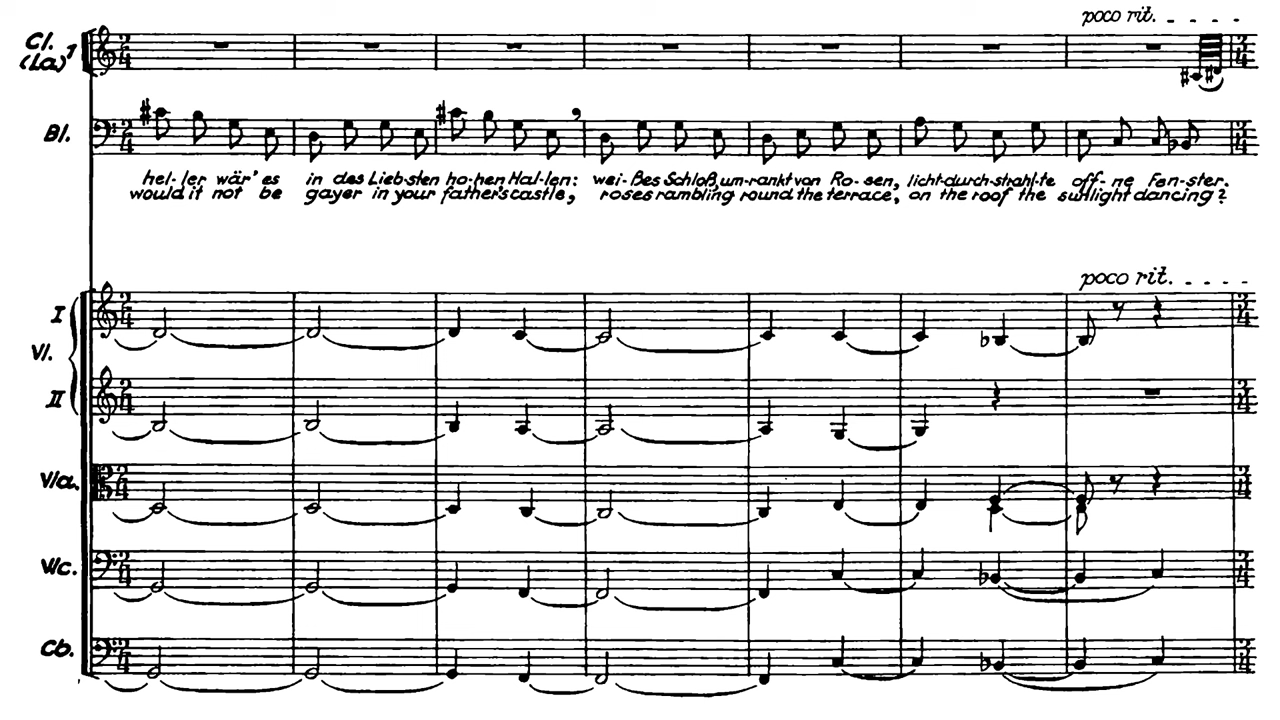 poco rit.
Cl. 1
(La)
Bl.
hel-ler wär' es in des Lieb-sten ho-hen Hal-len: wei-ßes Schloß, um-rankt von Ro-sen, licht-durch-strahl-te off-ne Fen-ster.
would it not be gayer in your father's castle, roses rambling round the terrace, on the roof the sunlight dancing?
poco rit.
I
Vl.
II
Vla.
Vlc.
Cb.